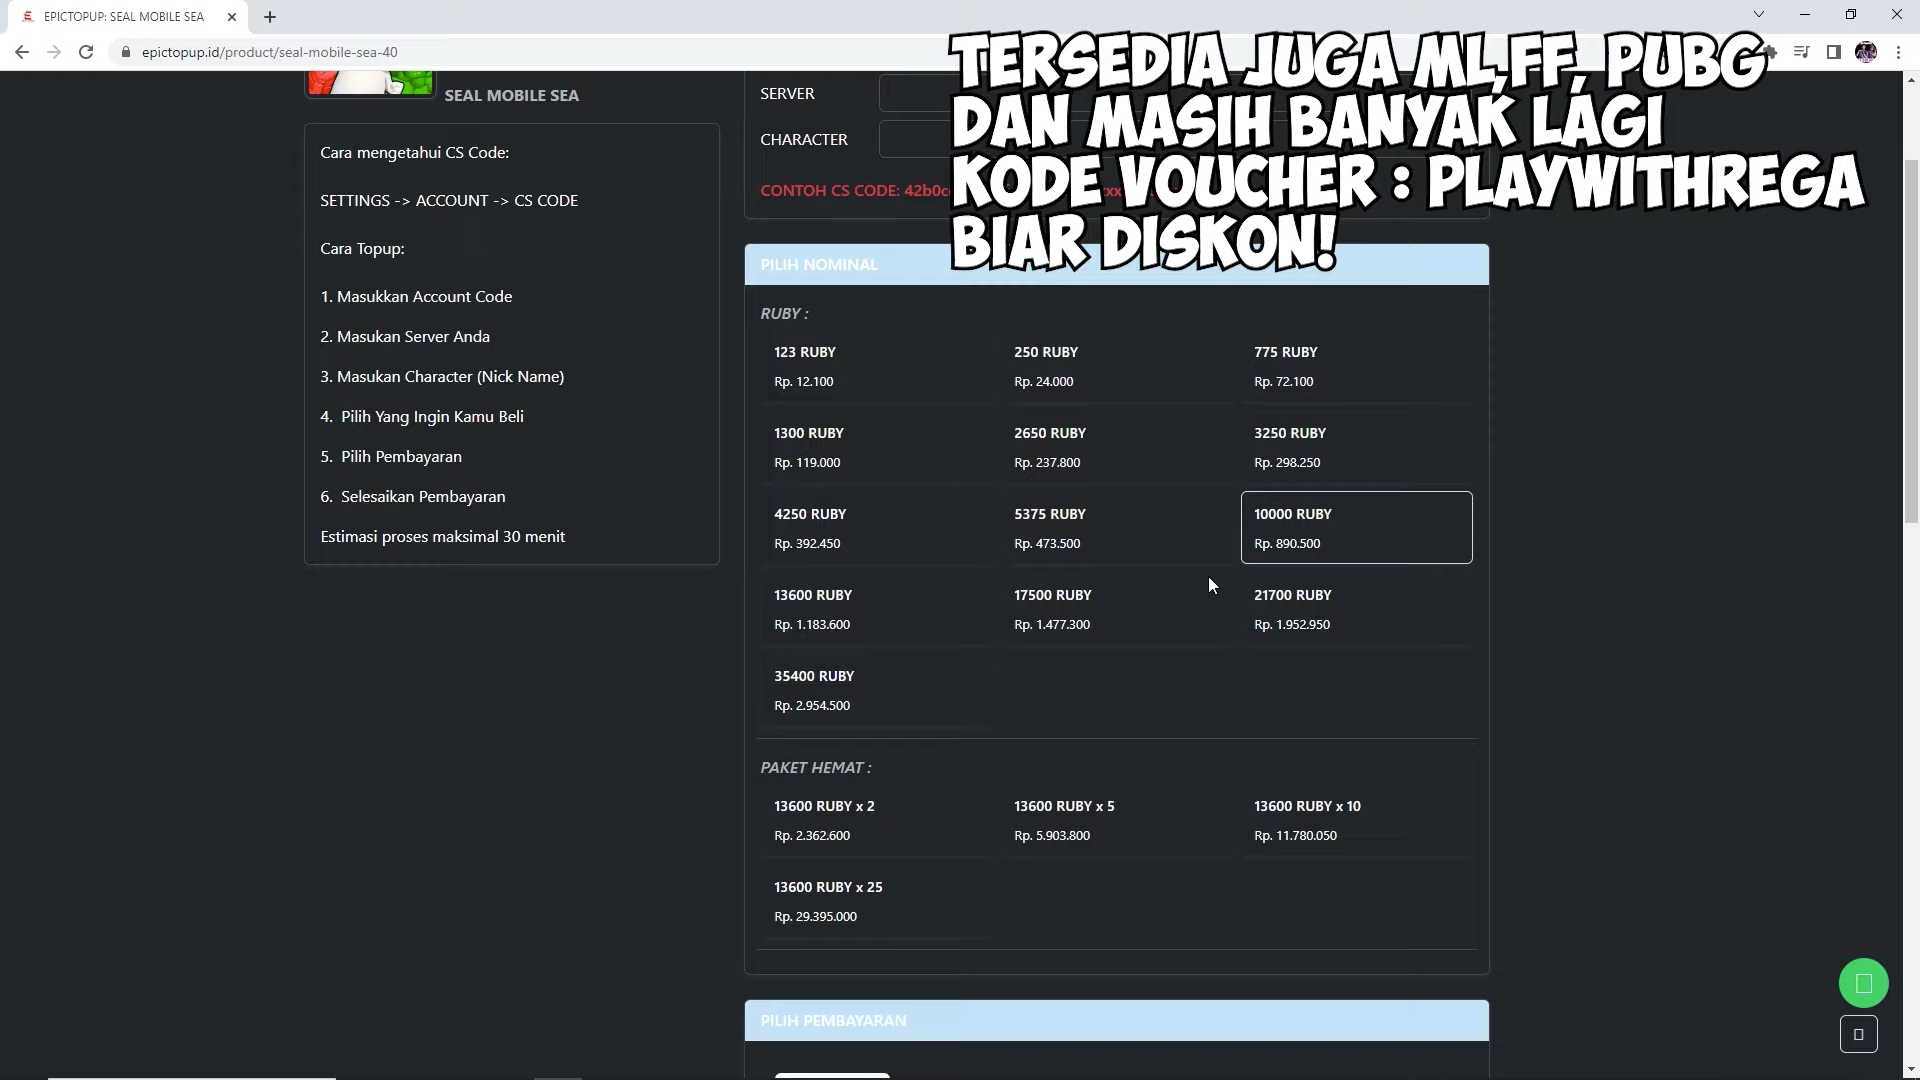 EPICTOPUP: SEAL MOBILE SEA
epictopup.id/product/seal-mobile-sea-40
TERSEDIA JUGA ML,FF, PUBG
DAN MASIH BANYAK LAGI
KODE VOUCHER : PLAYWITHREGA
BIAR DISKON!
SEAL MOBILE SEA
Cara mengetahui CS Code:
SETTINGS -> ACCOUNT -> CS CODE
Cara Topup:
1. Masukkan Account Code
2. Masukan Server Anda
3. Masukan Character (Nick Name)
4. Pilih Yang Ingin Kamu Beli
5. Pilih Pembayaran
6. Selesaikan Pembayaran
Estimasi proses maksimal 30 menit
SERVER
CHARACTER
CONTOH CS CODE:
PILIH NOMINAL
RUBY :
123 RUBY
Rp. 12.100
250 RUBY
Rp. 24.000
775 RUBY
Rp. 72.100
1300 RUBY
Rp. 119.000
2650 RUBY
Rp. 237.800
3250 RUBY
Rp. 298.250
4250 RUBY
Rp. 392.450
5375 RUBY
Rp. 473.500
10000 RUBY
Rp. 890.500
13600 RUBY
Rp. 1.183.600
17500 RUBY
Rp. 1.477.300
21700 RUBY
Rp. 1.952.950
35400 RUBY
Rp. 2.954.500
PAKET HEMAT :
13600 RUBY x 2
Rp. 2.362.600
13600 RUBY x 5
Rp. 5.903.800
13600 RUBY x 10
Rp. 11.780.050
13600 RUBY x 25
Rp. 29.395.000
PILIH PEMBAYARAN